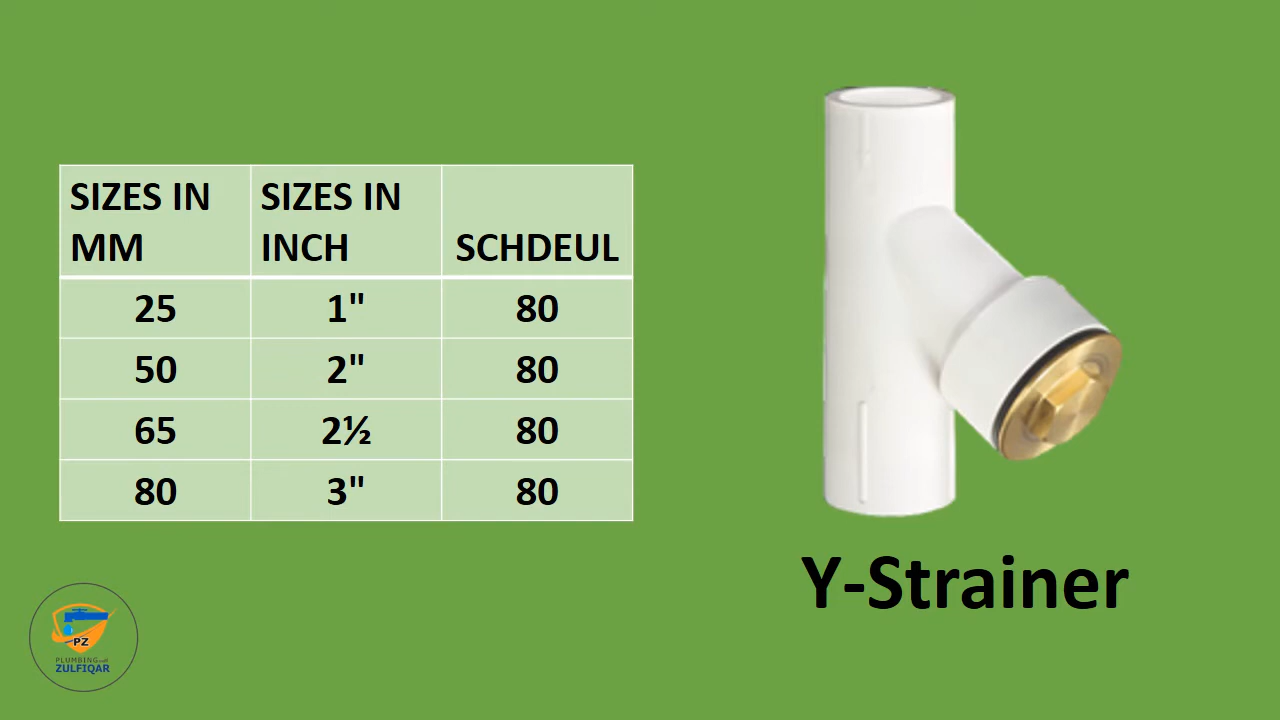 SIZES IN MM SIZES IN INCH SCHDEUL
25 1" 80
50 2" 80
65 2½ 80
80 3" 80
Y-Strainer
PZ
PLUMBING with
ZULFIQAR